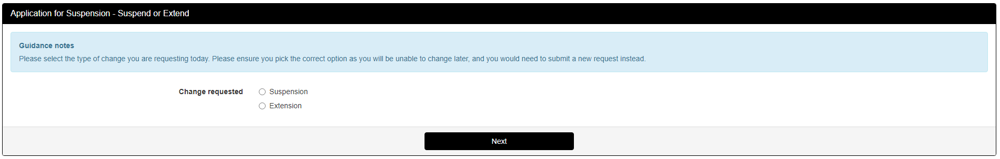 Application for Suspension - Suspend or Extend
Guidance notes
Please select the type of change you are requesting today. Please ensure you pick the correct option as you will be unable to change later, and you would need to submit a new request instead.
Change requested
Suspension
Extension
Next